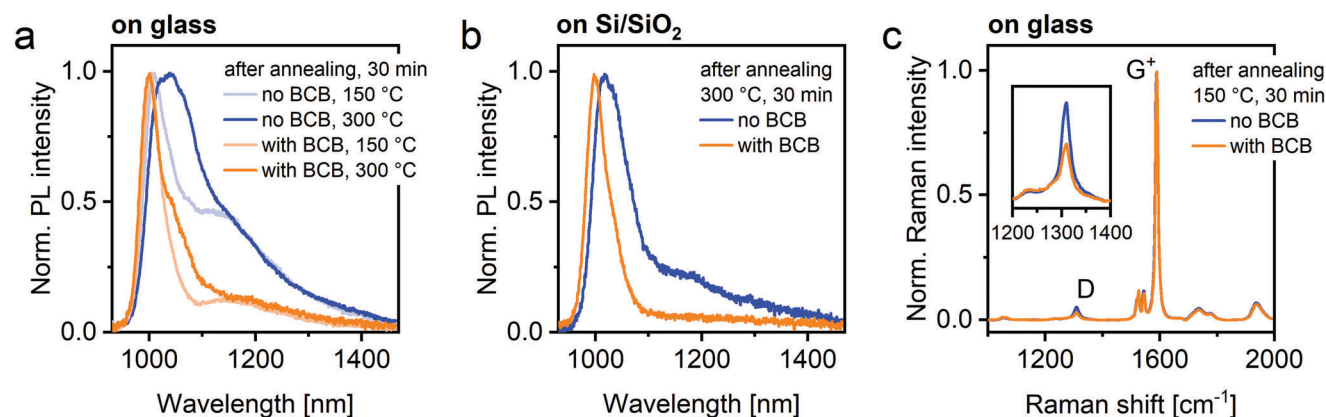 a
on glass
after annealing, 30 min
no BCB, 150 °C
no BCB, 300 °C
with BCB, 150 °C
with BCB, 300 °C
Norm. PL intensity
1.0
0.5
0.0
1000 1200 1400
Wavelength [nm]
b
on Si/SiO₂
after annealing
300 °C, 30 min
no BCB
with BCB
Norm. PL intensity
1.0
0.5
0.0
1000 1200 1400
Wavelength [nm]
c
on glass
G⁺
after annealing
150 °C, 30 min
no BCB
with BCB
1200 1300 1400
D
Norm. Raman intensity
1.0
0.5
0.0
1200 1600 2000
Raman shift [cm⁻¹]